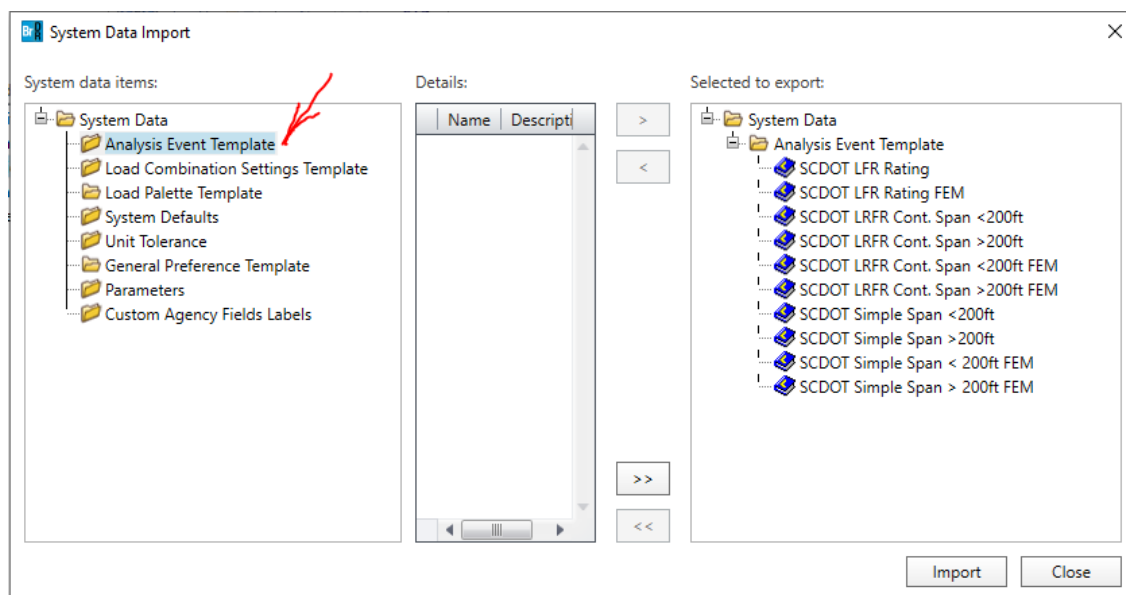 Br DR System Data Import
System data items:
Details:
Selected to export:
System Data
Analysis Event Template
Load Combination Settings Template
Load Palette Template
System Defaults
Unit Tolerance
General Preference Template
Parameters
Custom Agency Fields Labels
Name Descripti
>
<
>>
<<
System Data
Analysis Event Template
SCDOT LFR Rating
SCDOT LFR Rating FEM
SCDOT LRFR Cont. Span <200ft
SCDOT LRFR Cont. Span >200ft
SCDOT LRFR Cont. Span <200ft FEM
SCDOT LRFR Cont. Span >200ft FEM
SCDOT Simple Span <200ft
SCDOT Simple Span >200ft
SCDOT Simple Span < 200ft FEM
SCDOT Simple Span > 200ft FEM
Import Close